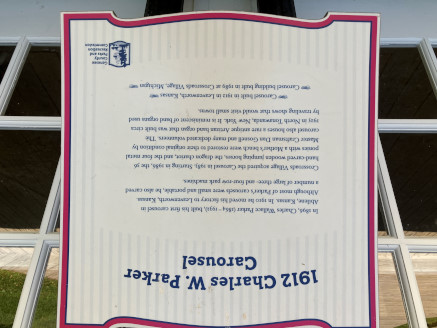 1912 Charles W. Parker
Carousel
In 1896, Charles Wallace Parker (1864 - 1932), built his first carousel in
Abilene, Kansas. In 1911 he moved his factory to Leavenworth, Kansas.
Although most of Parker's carousels were small and portable, he also carved
a number of large three- and four-row park machines.
Crossroads Village acquired the Carousel in 1985. Starting in 1986, the 36
hand carved wooden jumping horses, the dragon chariot, and the four metal
ponies with a Mother's bench were restored to their original condition by
Master Craftsman Don Doward and many dedicated volunteers. The
carousel also houses a rare antique Artizan band organ that was built circa
1925 in North Tonawanda, New York. It is reminiscent of band organs used
by traveling shows that would visit small towns.
Carousel built in 1912 in Leavenworth, Kansas
Carousel building built in 1985 at Crossroads Village, Michigan
Genesee
County
Parks and
Recreation
Commission